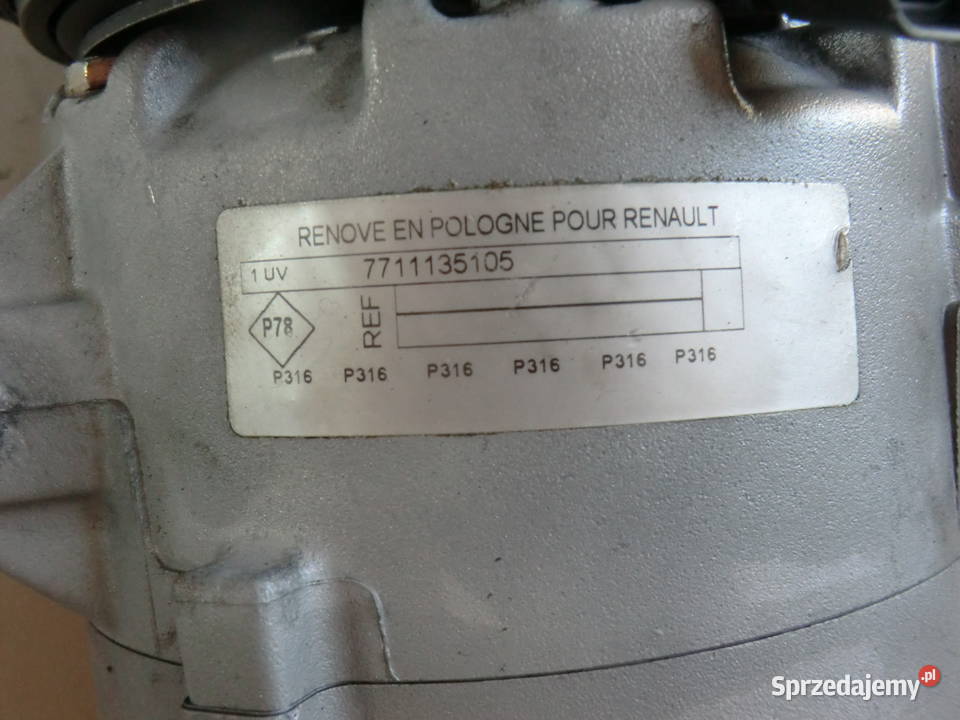 RENOVE EN POLOGNE POUR RENAULT
1 UV 7711135105
P78
REF
P316 P316 P316 P316 P316 P316
Sprzedajemy.pl